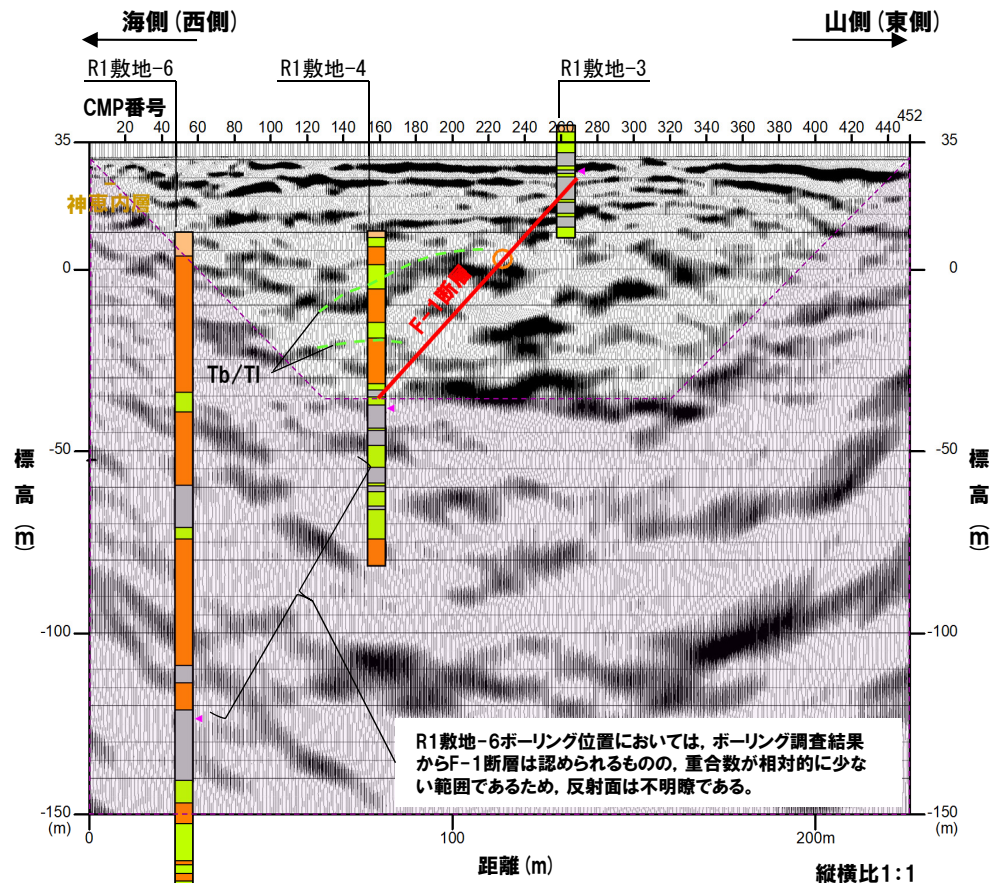 海側(西側)
山側(東側)
R1敷地-6
R1敷地-4
R1敷地-3
CMP番号
20 40 60 80 100 120 140 160 180 200 220 240 260 280 300 320 340 360 380 400 420 440 452
35
35
神恵内層
0
0
F-1断層
Tb/Tl
-50
-50
標高(m)
標高(m)
-100
-100
R1敷地-6ボーリング位置においては,ボーリング調査結果
からF-1断層は認められるものの,重合数が相対的に少な
い範囲であるため,反射面は不明瞭である。
-150
-150
(m)
(m)
0
100
200m
距離(m)
縦横比1:1